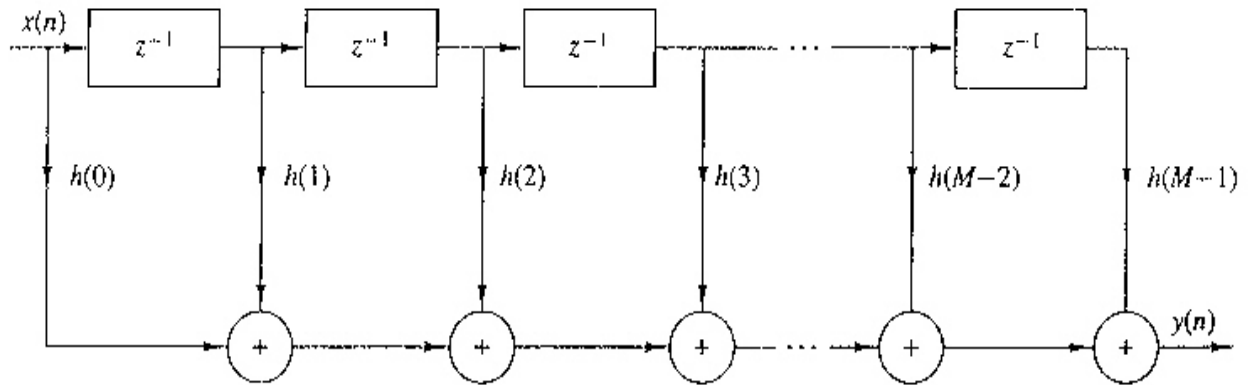 x(n)
z⁻¹ z⁻¹ z⁻¹ ... z⁻¹
h(0) h(1) h(2) h(3) h(M−2) h(M−1)
y(n)
+ + + ... + +